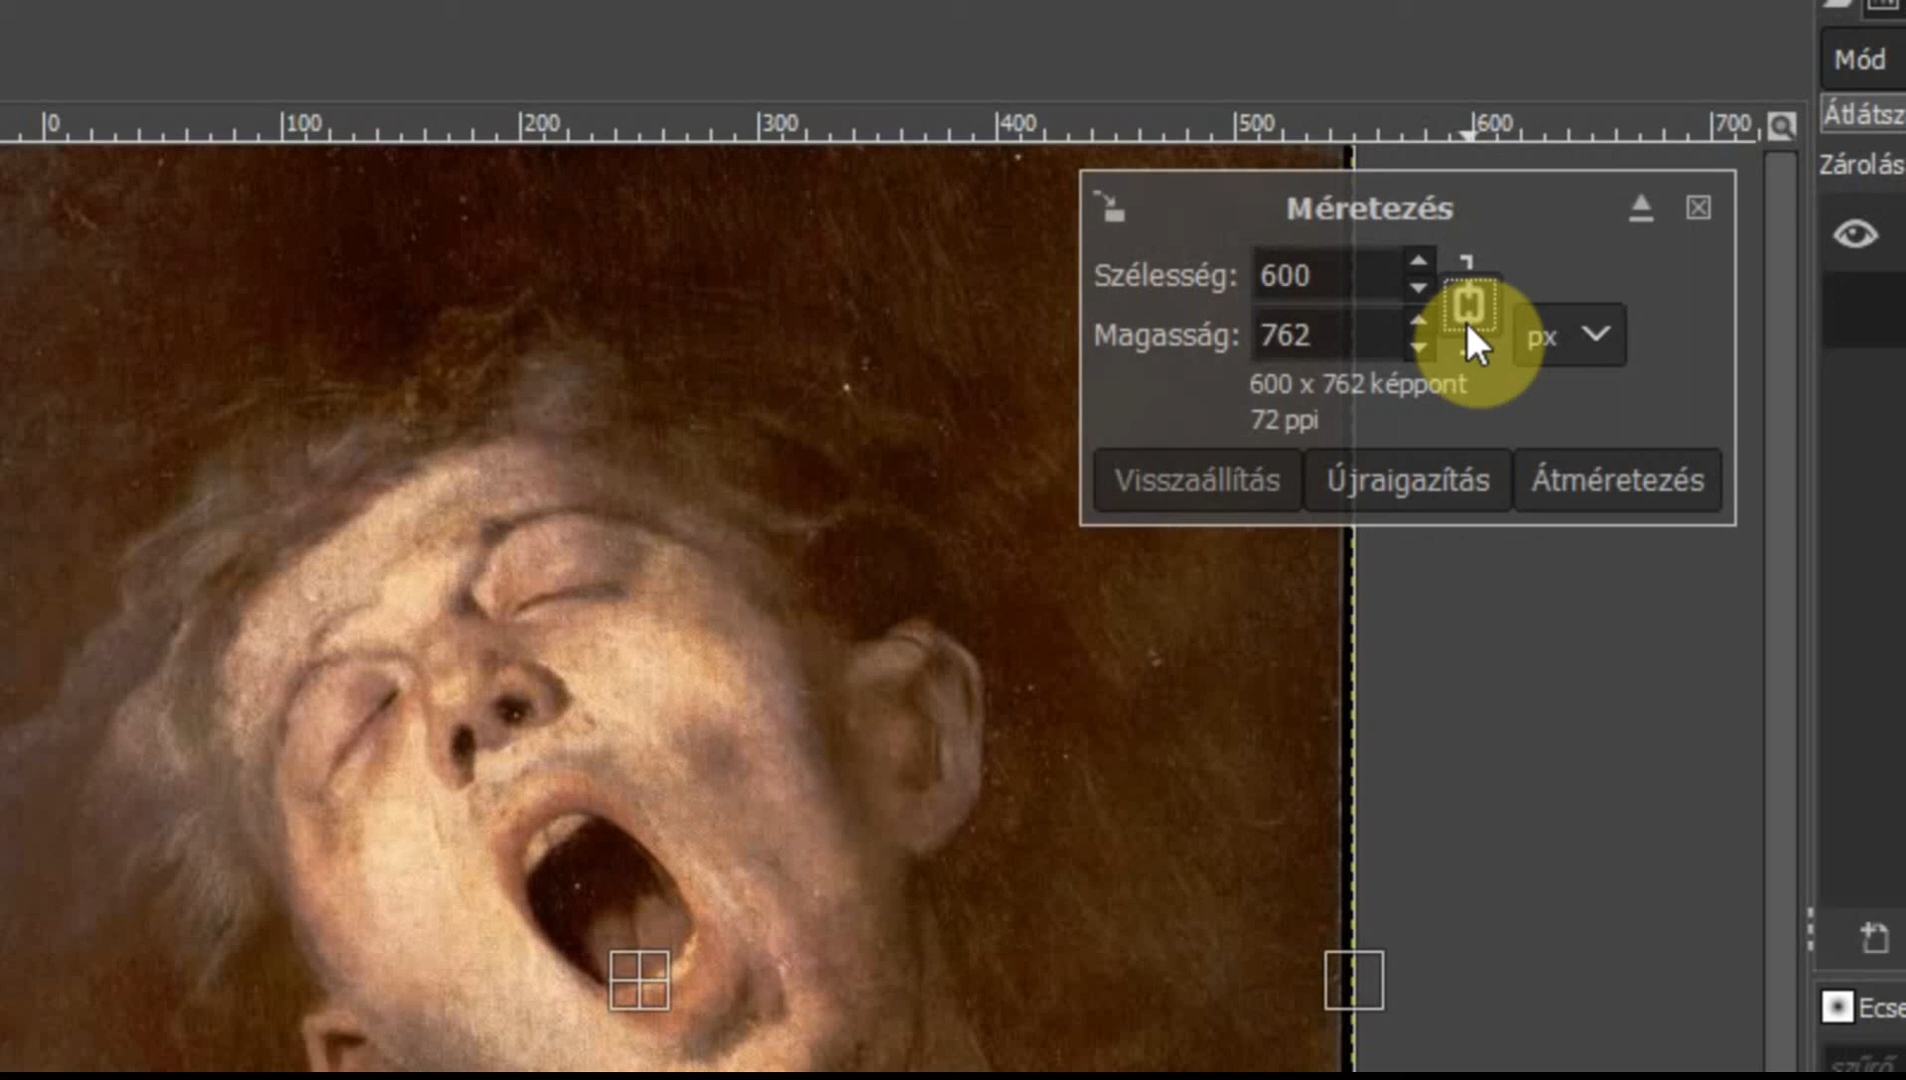 Mód
0 100 200 300 400 500 600 700
Átlátsz
Zárolás
Méretezés
Szélesség: 600
Magasság: 762 px
600 x 762 képpont
72 ppi
Visszaállítás Újraigazítás Átméretezés
Ecse
szűrő